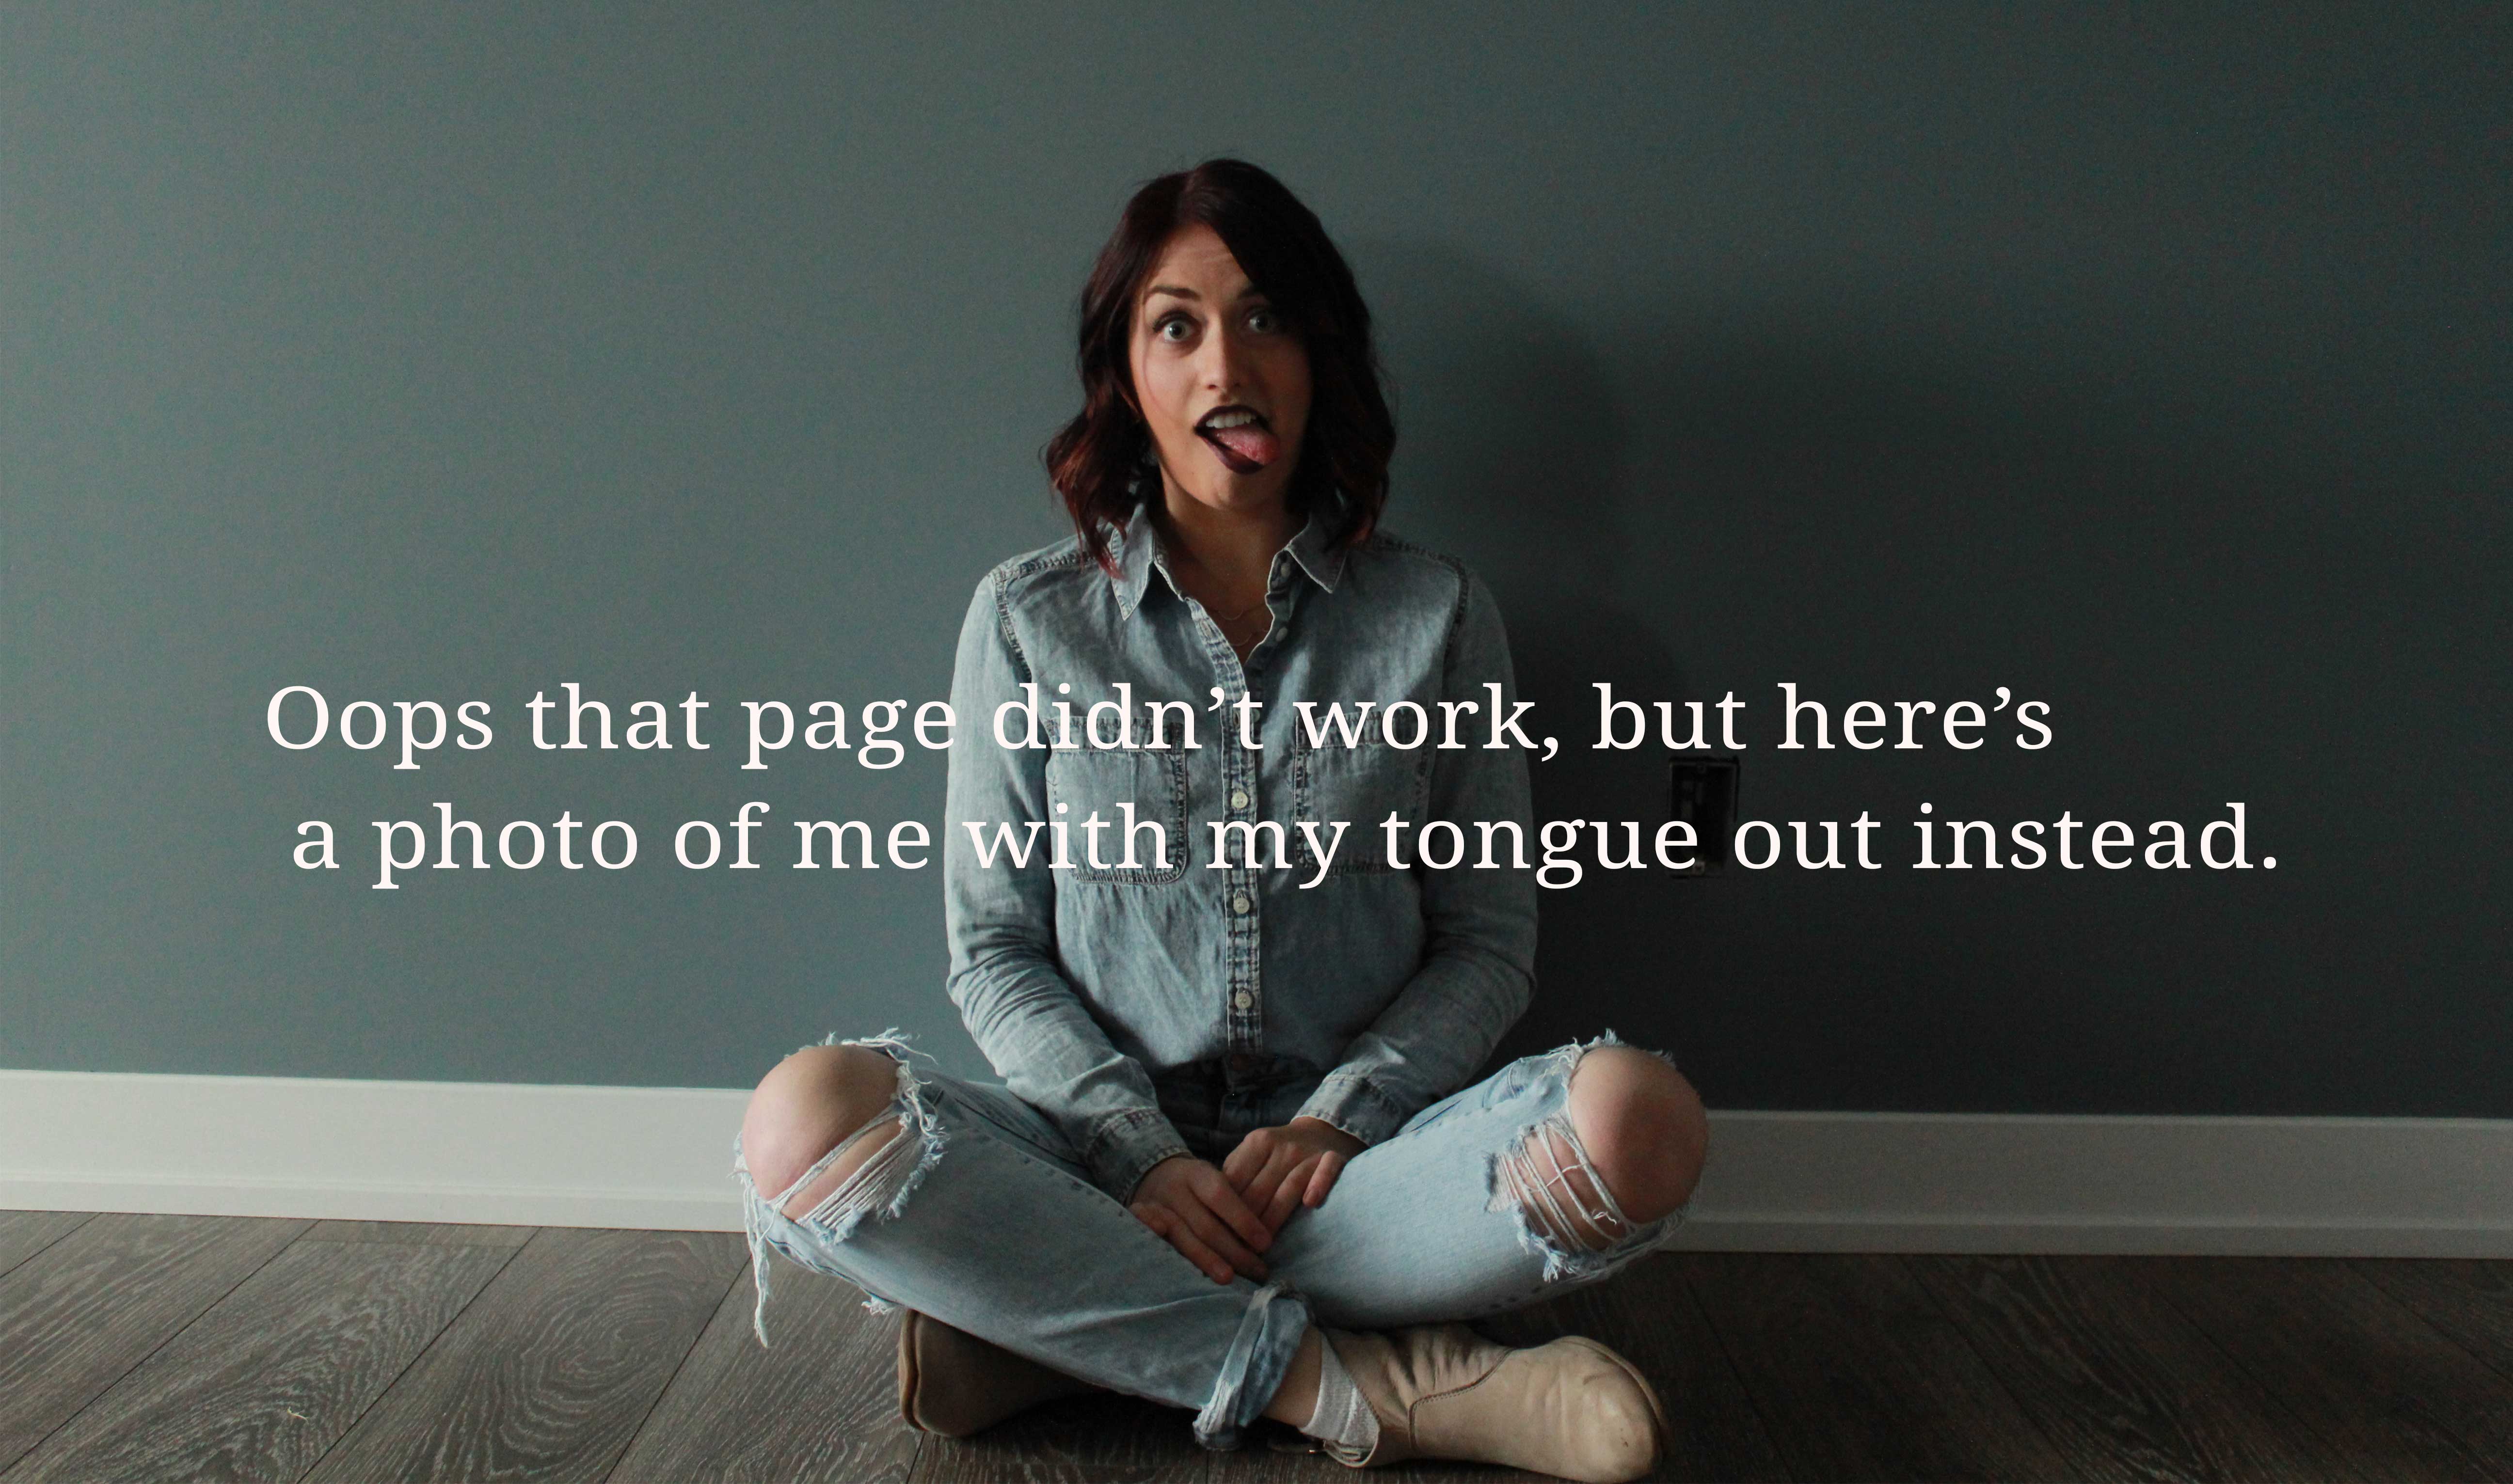 Oops that page didn’t work, but here’s
a photo of me with my tongue out instead.